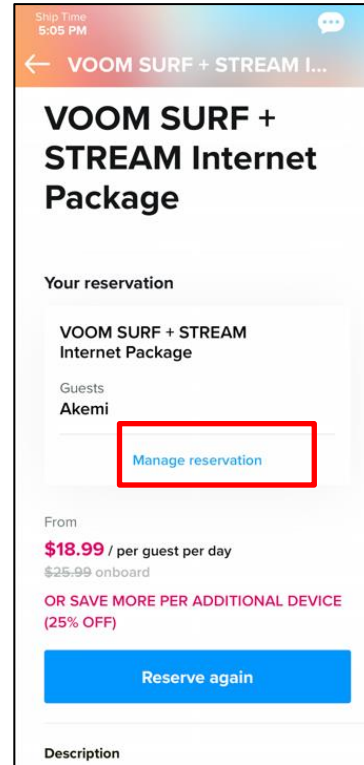 Ship Time
5:05 PM
VOOM SURF + STREAM I...
VOOM SURF +
STREAM Internet
Package
Your reservation
VOOM SURF + STREAM
Internet Package
Guests
Akemi
Manage reservation
From
$18.99 / per guest per day
$25.99 onboard
OR SAVE MORE PER ADDITIONAL DEVICE
(25% OFF)
Reserve again
Description